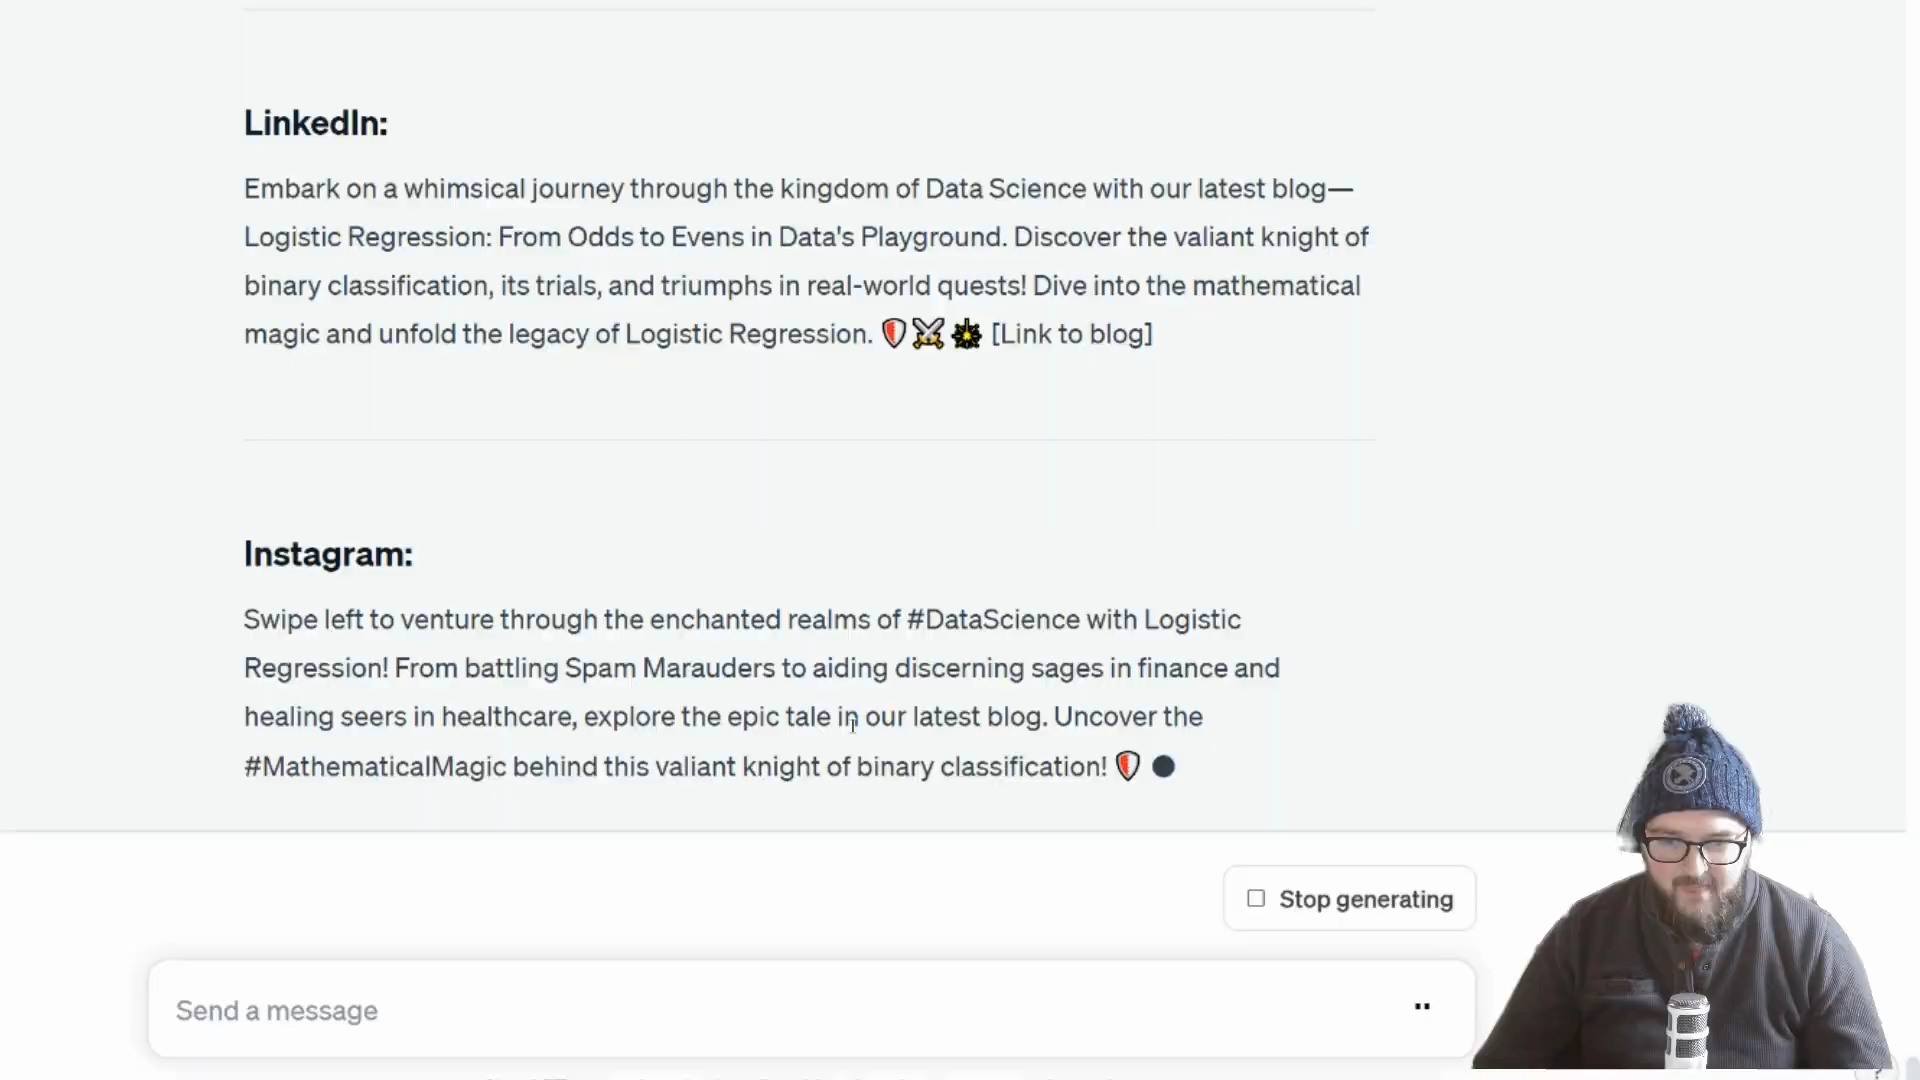 LinkedIn:
Embark on a whimsical journey through the kingdom of Data Science with our latest blog—
Logistic Regression: From Odds to Evens in Data's Playground. Discover the valiant knight of
binary classification, its trials, and triumphs in real-world quests! Dive into the mathematical
magic and unfold the legacy of Logistic Regression. 🛡️⚔️🌟 [Link to blog]
Instagram:
Swipe left to venture through the enchanted realms of #DataScience with Logistic
Regression! From battling Spam Marauders to aiding discerning sages in finance and
healing seers in healthcare, explore the epic tale in our latest blog. Uncover the
#MathematicalMagic behind this valiant knight of binary classification! 🛡️
Stop generating
Send a message